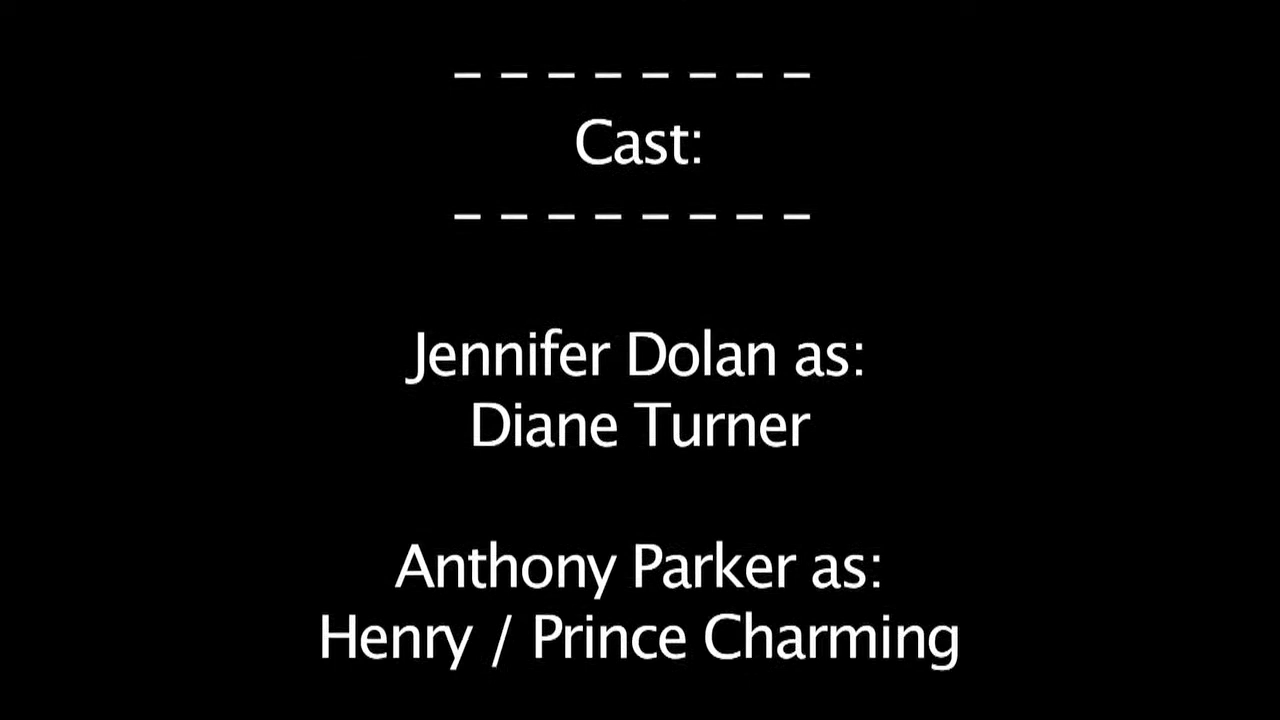 – – – – – – – –
Cast:
– – – – – – – –
Jennifer Dolan as:
Diane Turner
Anthony Parker as:
Henry / Prince Charming